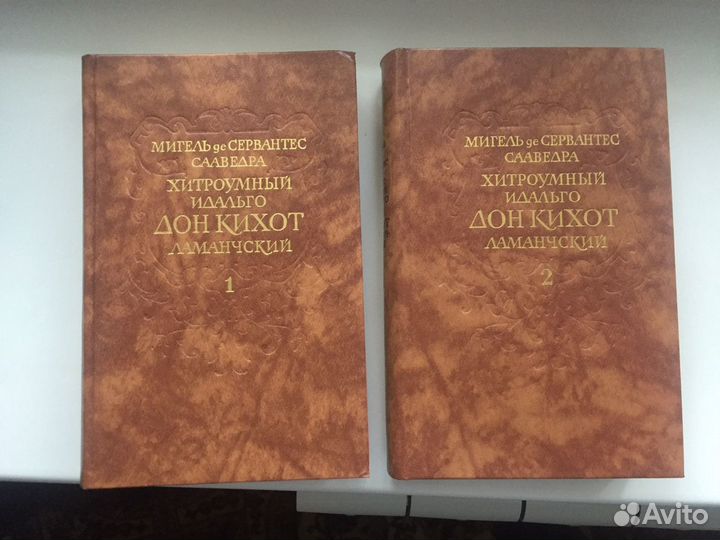 МИГЕЛЬ де СЕРВАНТЕС
СААВЕДРА
ХИТРОУМНЫЙ
ИДАЛЬГО
ДОН КИХОТ
ЛАМАНЧСКИЙ
1
МИГЕЛЬ де СЕРВАНТЕС
СААВЕДРА
ХИТРОУМНЫЙ
ИДАЛЬГО
ДОН КИХОТ
ЛАМАНЧСКИЙ
2
Avito